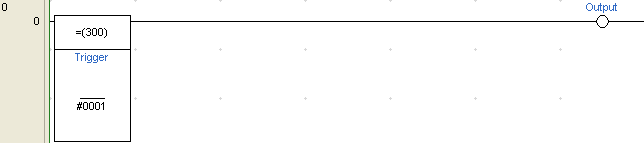 0
Output
0
=(300)
Trigger
#0001